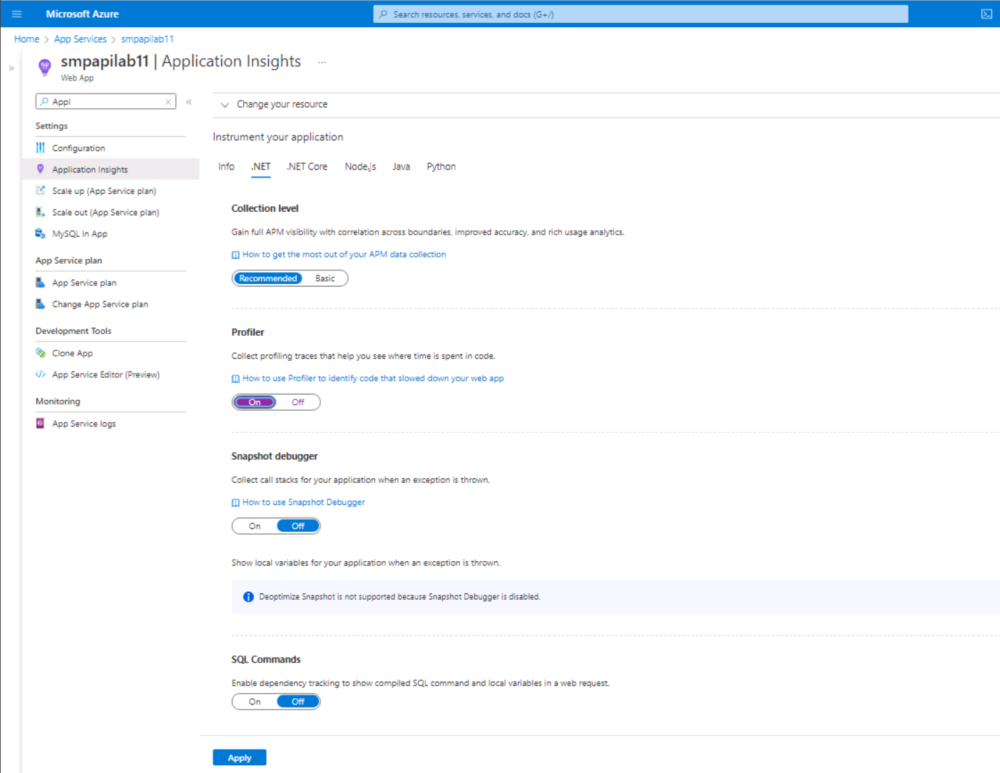 Microsoft Azure
Search resources, services, and docs (G+/)
Home > App Services > smpapilab11
smpapilab11 | Application Insights ...
Web App
Appl
Settings
Configuration
Application Insights
Scale up (App Service plan)
Scale out (App Service plan)
MySQL In App
App Service plan
App Service plan
Change App Service plan
Development Tools
Clone App
App Service Editor (Preview)
Monitoring
App Service logs
Change your resource
Instrument your application
Info .NET .NET Core Node.js Java Python
Collection level
Gain full APM visibility with correlation across boundaries, improved accuracy, and rich usage analytics.
How to get the most out of your APM data collection
Recommended Basic
Profiler
Collect profiling traces that help you see where time is spent in code.
How to use Profiler to identify code that slowed down your web app
On Off
Snapshot debugger
Collect call stacks for your application when an exception is thrown.
How to use Snapshot Debugger
On Off
Show local variables for your application when an exception is thrown.
Deoptimize Snapshot is not supported because Snapshot Debugger is disabled.
SQL Commands
Enable dependency tracking to show compiled SQL command and local variables in a web request.
On Off
Apply